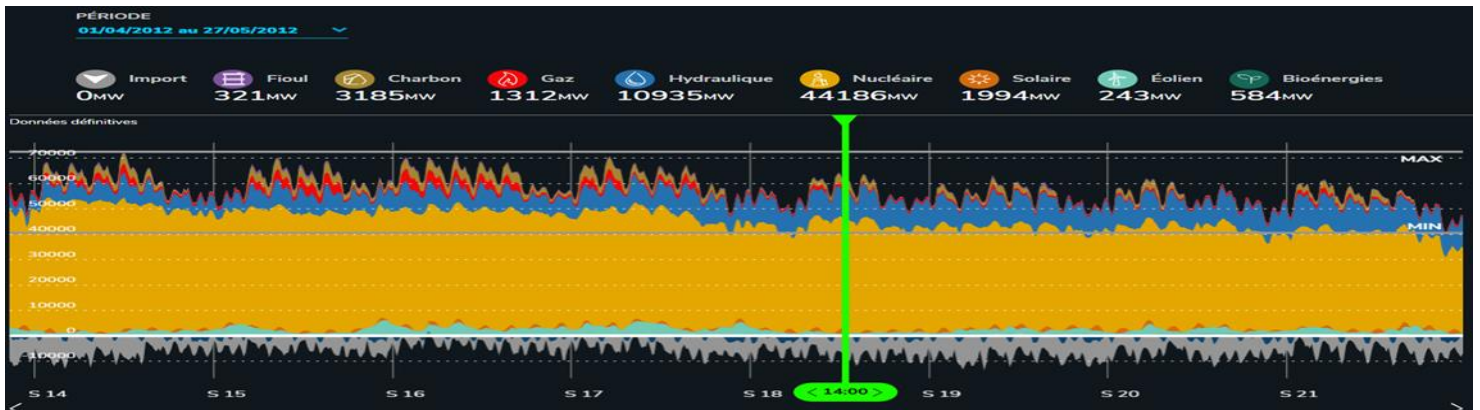 PÉRIODE
01/04/2012 au 27/05/2012
Import Fioul Charbon Gaz Hydraulique Nucléaire Solaire Éolien Bioénergies
0MW 321MW 3185MW 1312MW 10935MW 44186MW 1994MW 243MW 584MW
Données définitives
70000
MAX
60000
50000
40000
MIN
30000
20000
10000
0
-10000
S 14 S 15 S 16 S 17 S 18 < 14:00 > S 19 S 20 S 21
< >